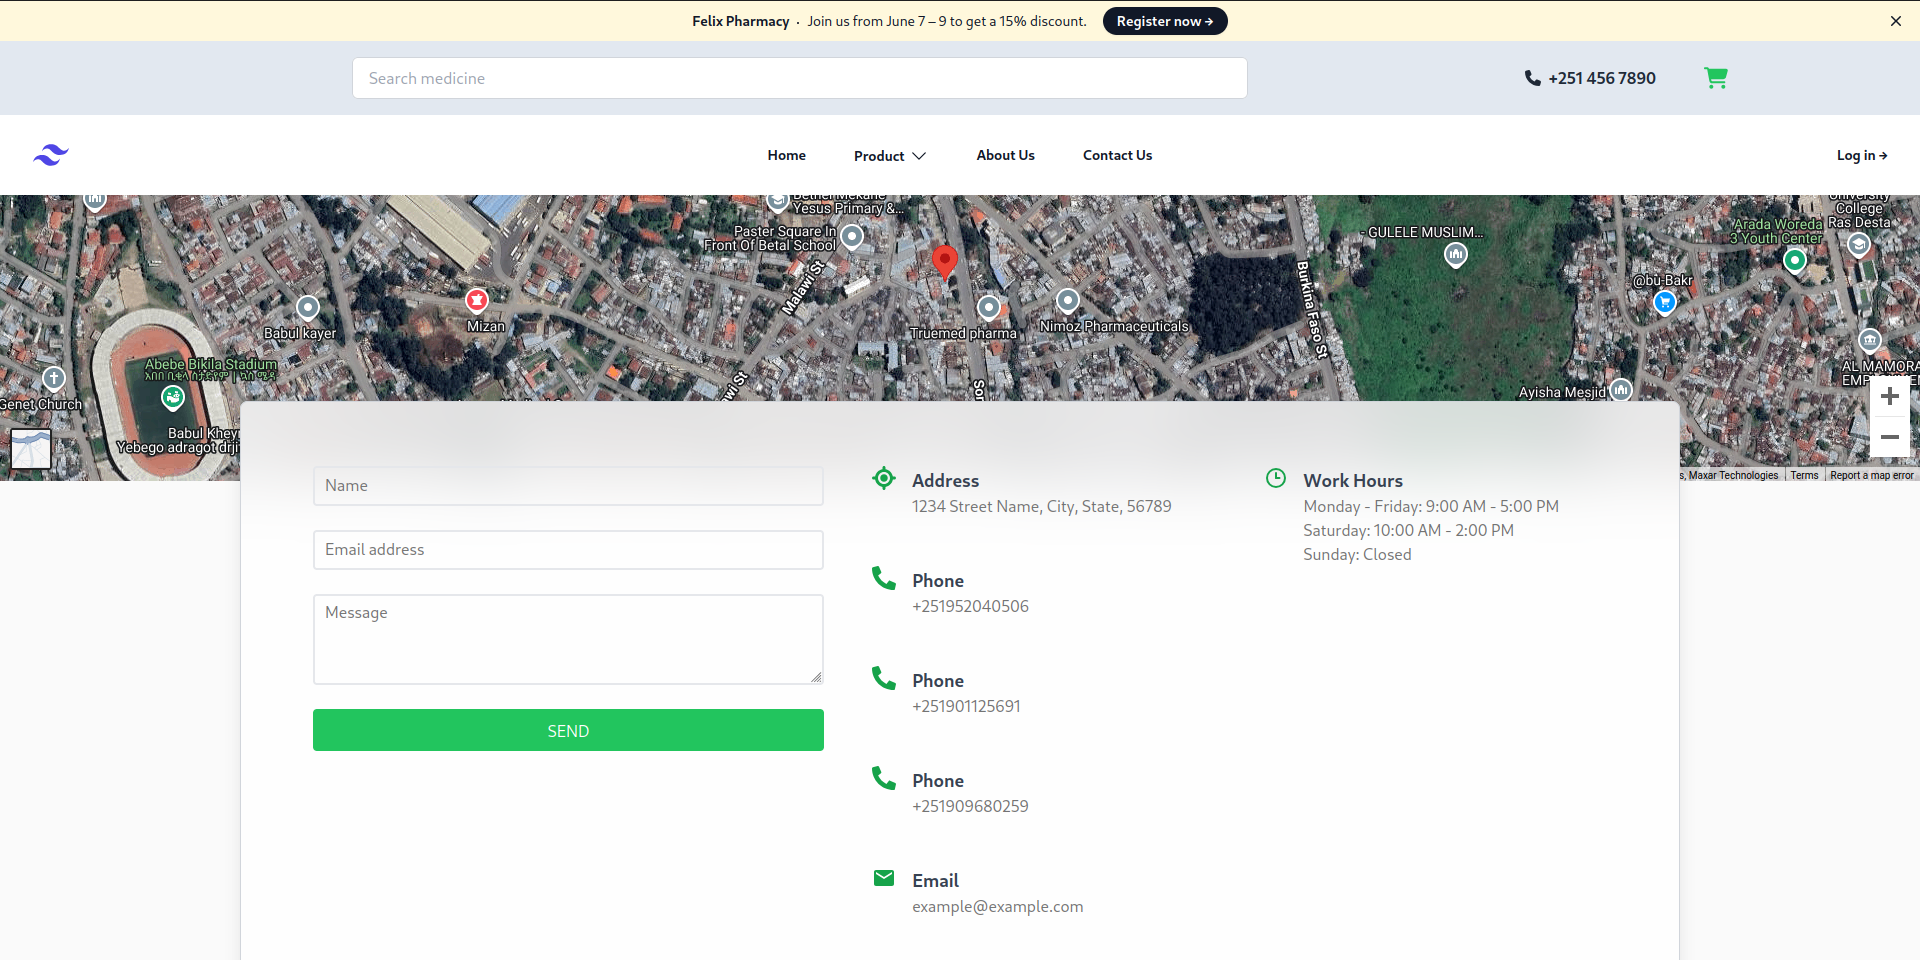 Felix Pharmacy · Join us from June 7 – 9 to get a 15% discount.
Register now →
Search medicine
+251 456 7890
Home
Product
About Us
Contact Us
Log in →
Yesus Primary &...
Paster Square In
Front Of Betal School
Malawi St
Babul kayer
Mizan
Truemed pharma
Nimoz Pharmaceuticals
Burkina Faso St
- GULELE MUSLIM...
University
College
Ras Desta
Arada Woreda
3 Youth Center
@bu Bakr
AL MAMORA
Ayisha Mesjid
Abebe Bikila Stadium
Genet Church
Babul Khey
Yebego adragot drji
Maxar Technologies
Terms
Report a map error
Name
Email address
Message
SEND
Address
1234 Street Name, City, State, 56789
Phone
+251952040506
Phone
+251901125691
Phone
+251909680259
Email
example@example.com
Work Hours
Monday - Friday: 9:00 AM - 5:00 PM
Saturday: 10:00 AM - 2:00 PM
Sunday: Closed